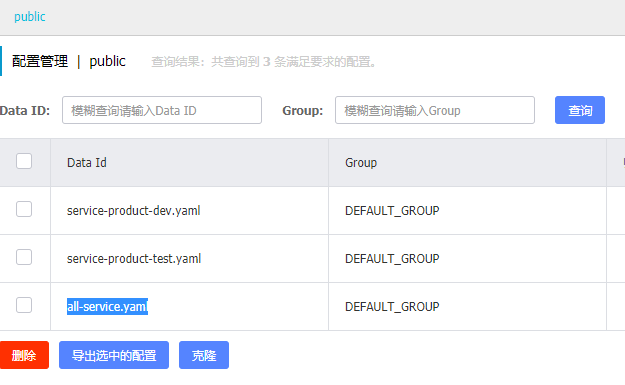 public
配置管理 | public 查询结果：共查询到 3 条满足要求的配置。
Data ID: 模糊查询请输入Data ID Group: 模糊查询请输入Group 查询
Data Id Group
service-product-dev.yaml DEFAULT_GROUP
service-product-test.yaml DEFAULT_GROUP
all-service.yaml DEFAULT_GROUP
删除 导出选中的配置 克隆